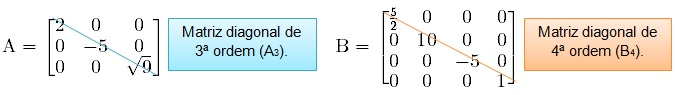 A = [2 0 0
0 −5 0
0 0 √9]
Matriz diagonal de
3ª ordem (A₃).
B = [5/2 0 0 0
0 10 0 0
0 0 −5 0
0 0 0 1]
Matriz diagonal de
4ª ordem (B₄).